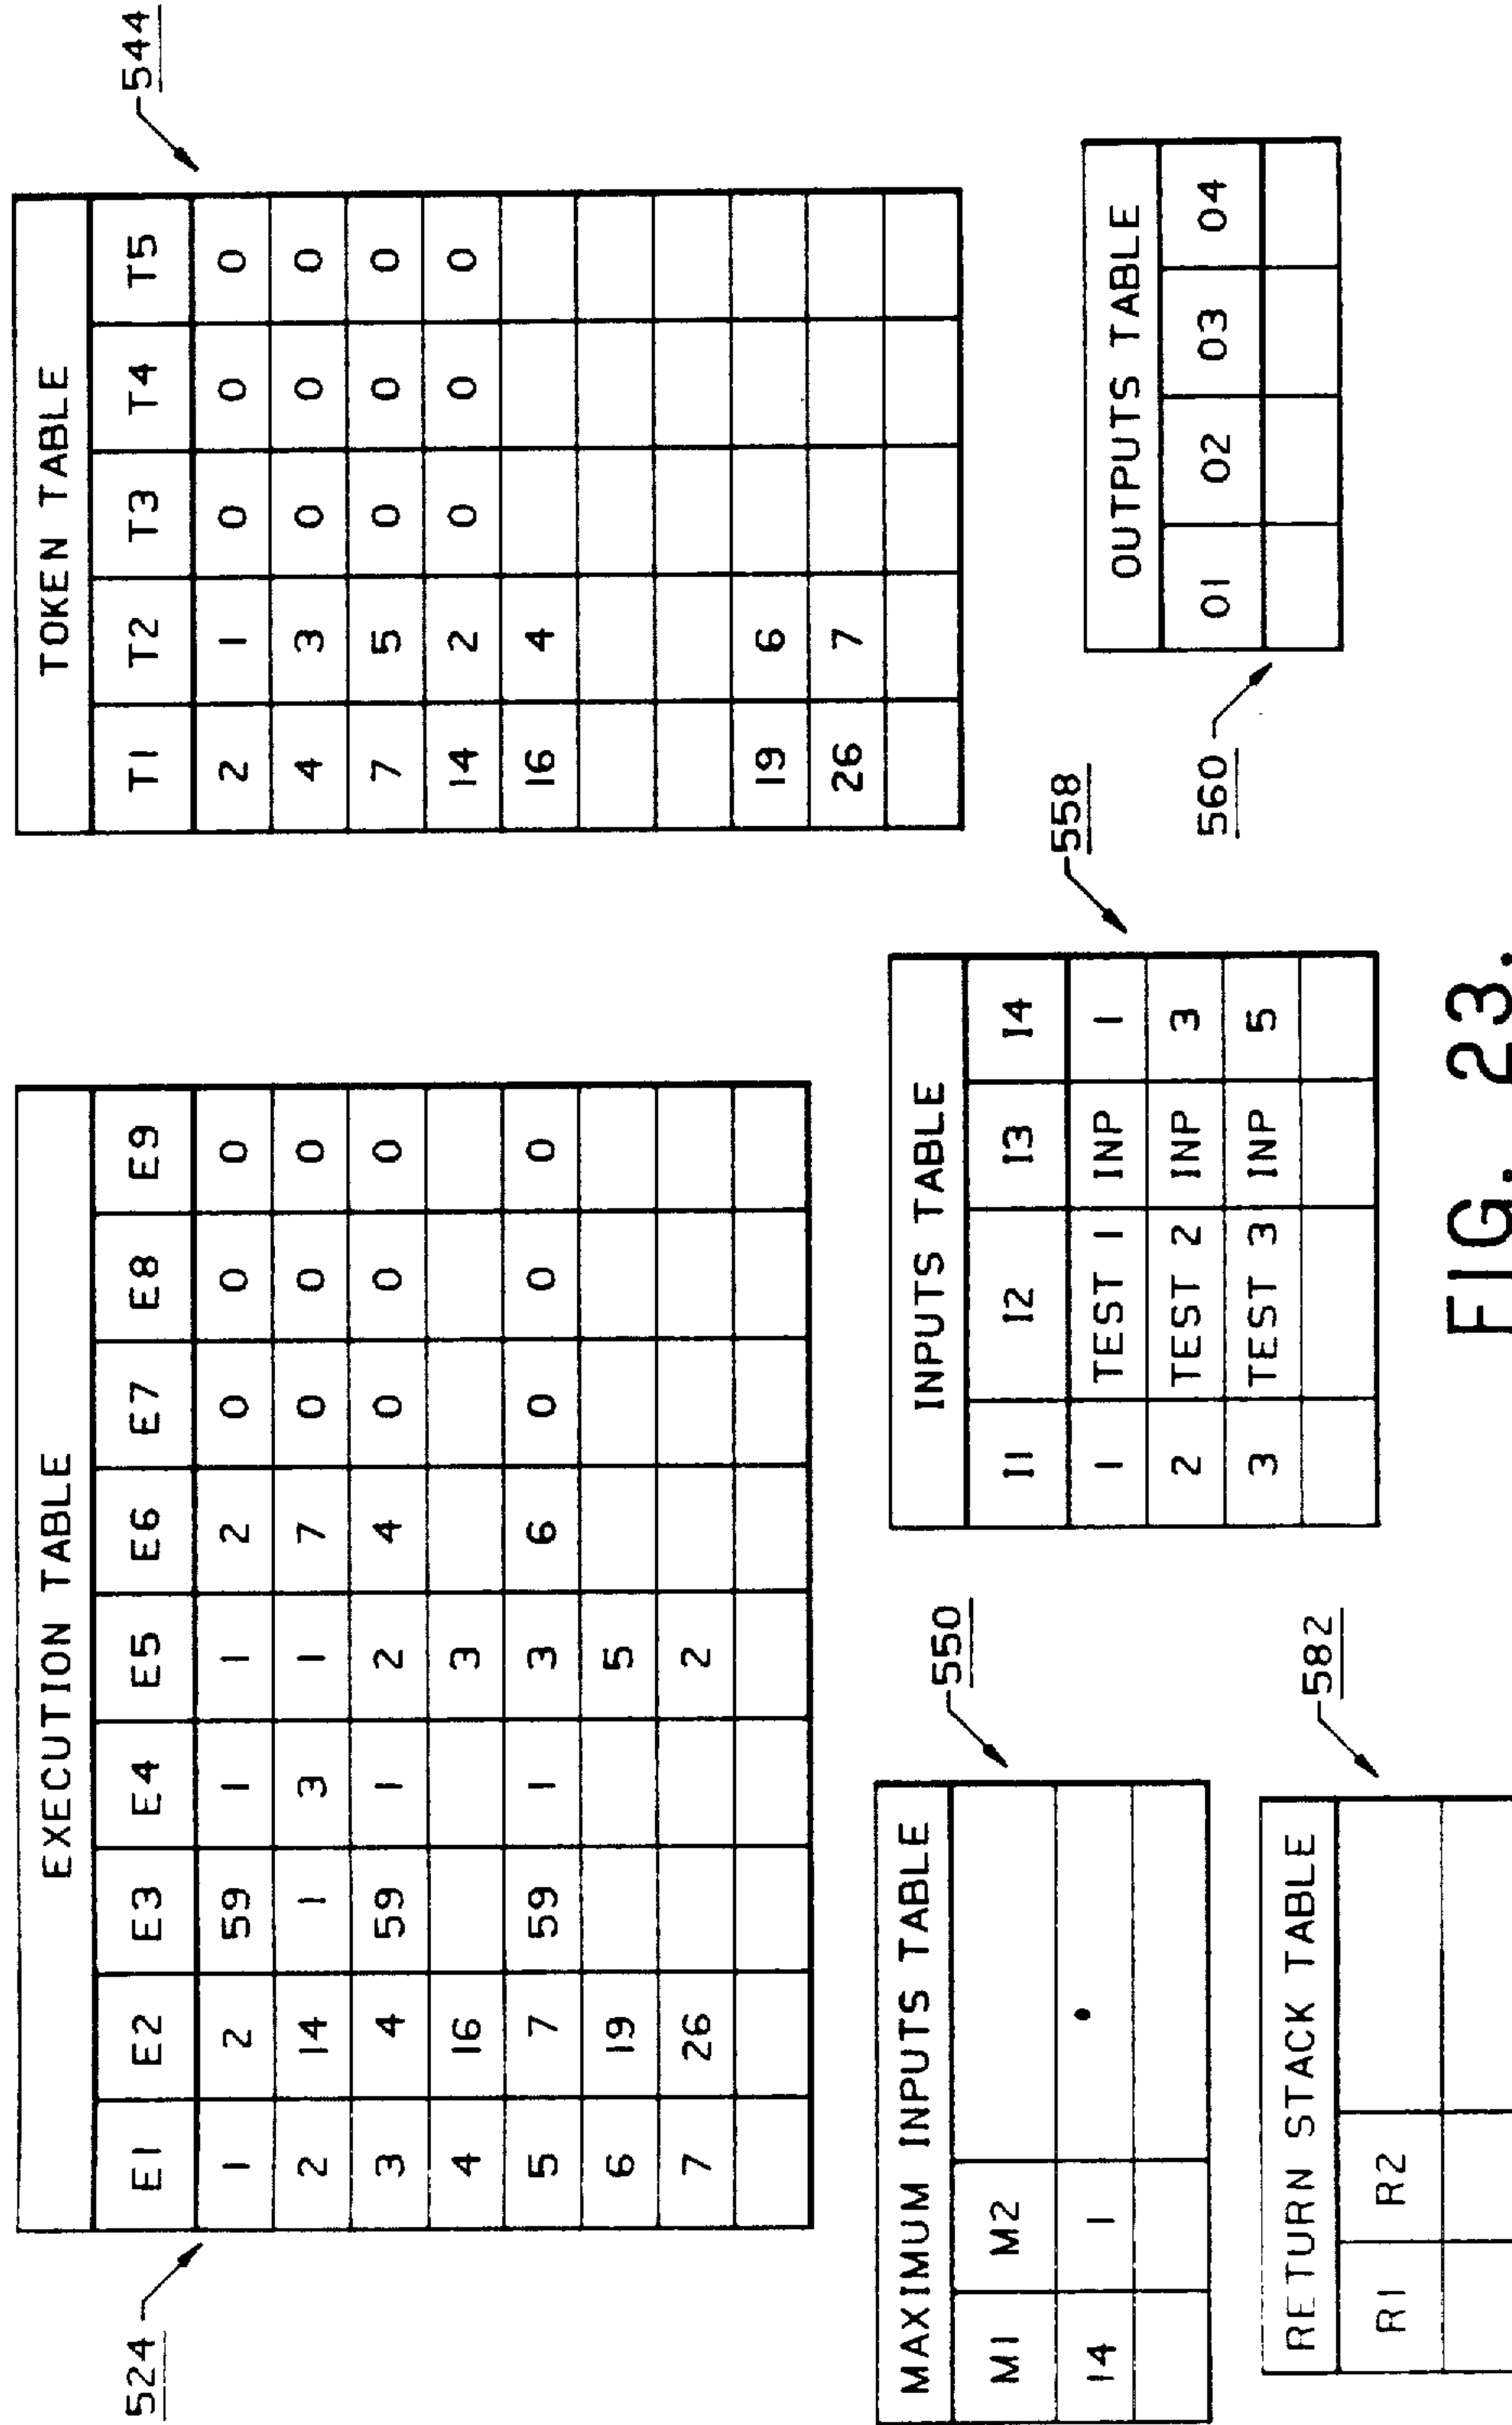 524
EXECUTION TABLE
E1 E2 E3 E4 E5 E6 E7 E8 E9
1 2 59 1 1 2 0 0 0
2 14 1 3 1 7 0 0 0
3 4 59 1 2 4 0 0 0
4 16 3
5 7 59 1 3 6 0 0 0
6 19 5
7 26 2
544
TOKEN TABLE
T1 T2 T3 T4 T5
2 1 0 0 0
4 3 0 0 0
7 5 0 0 0
14 2 0 0 0
16 4
19 6
26 7
550
MAXIMUM INPUTS TABLE
M1 M2
14 1
582
RETURN STACK TABLE
R1 R2
558
INPUTS TABLE
I1 I2 I3 I4
1 TEST 1 INP 1
2 TEST 2 INP 3
3 TEST 3 INP 5
560
OUTPUTS TABLE
O1 O2 O3 O4
FIG. 23.